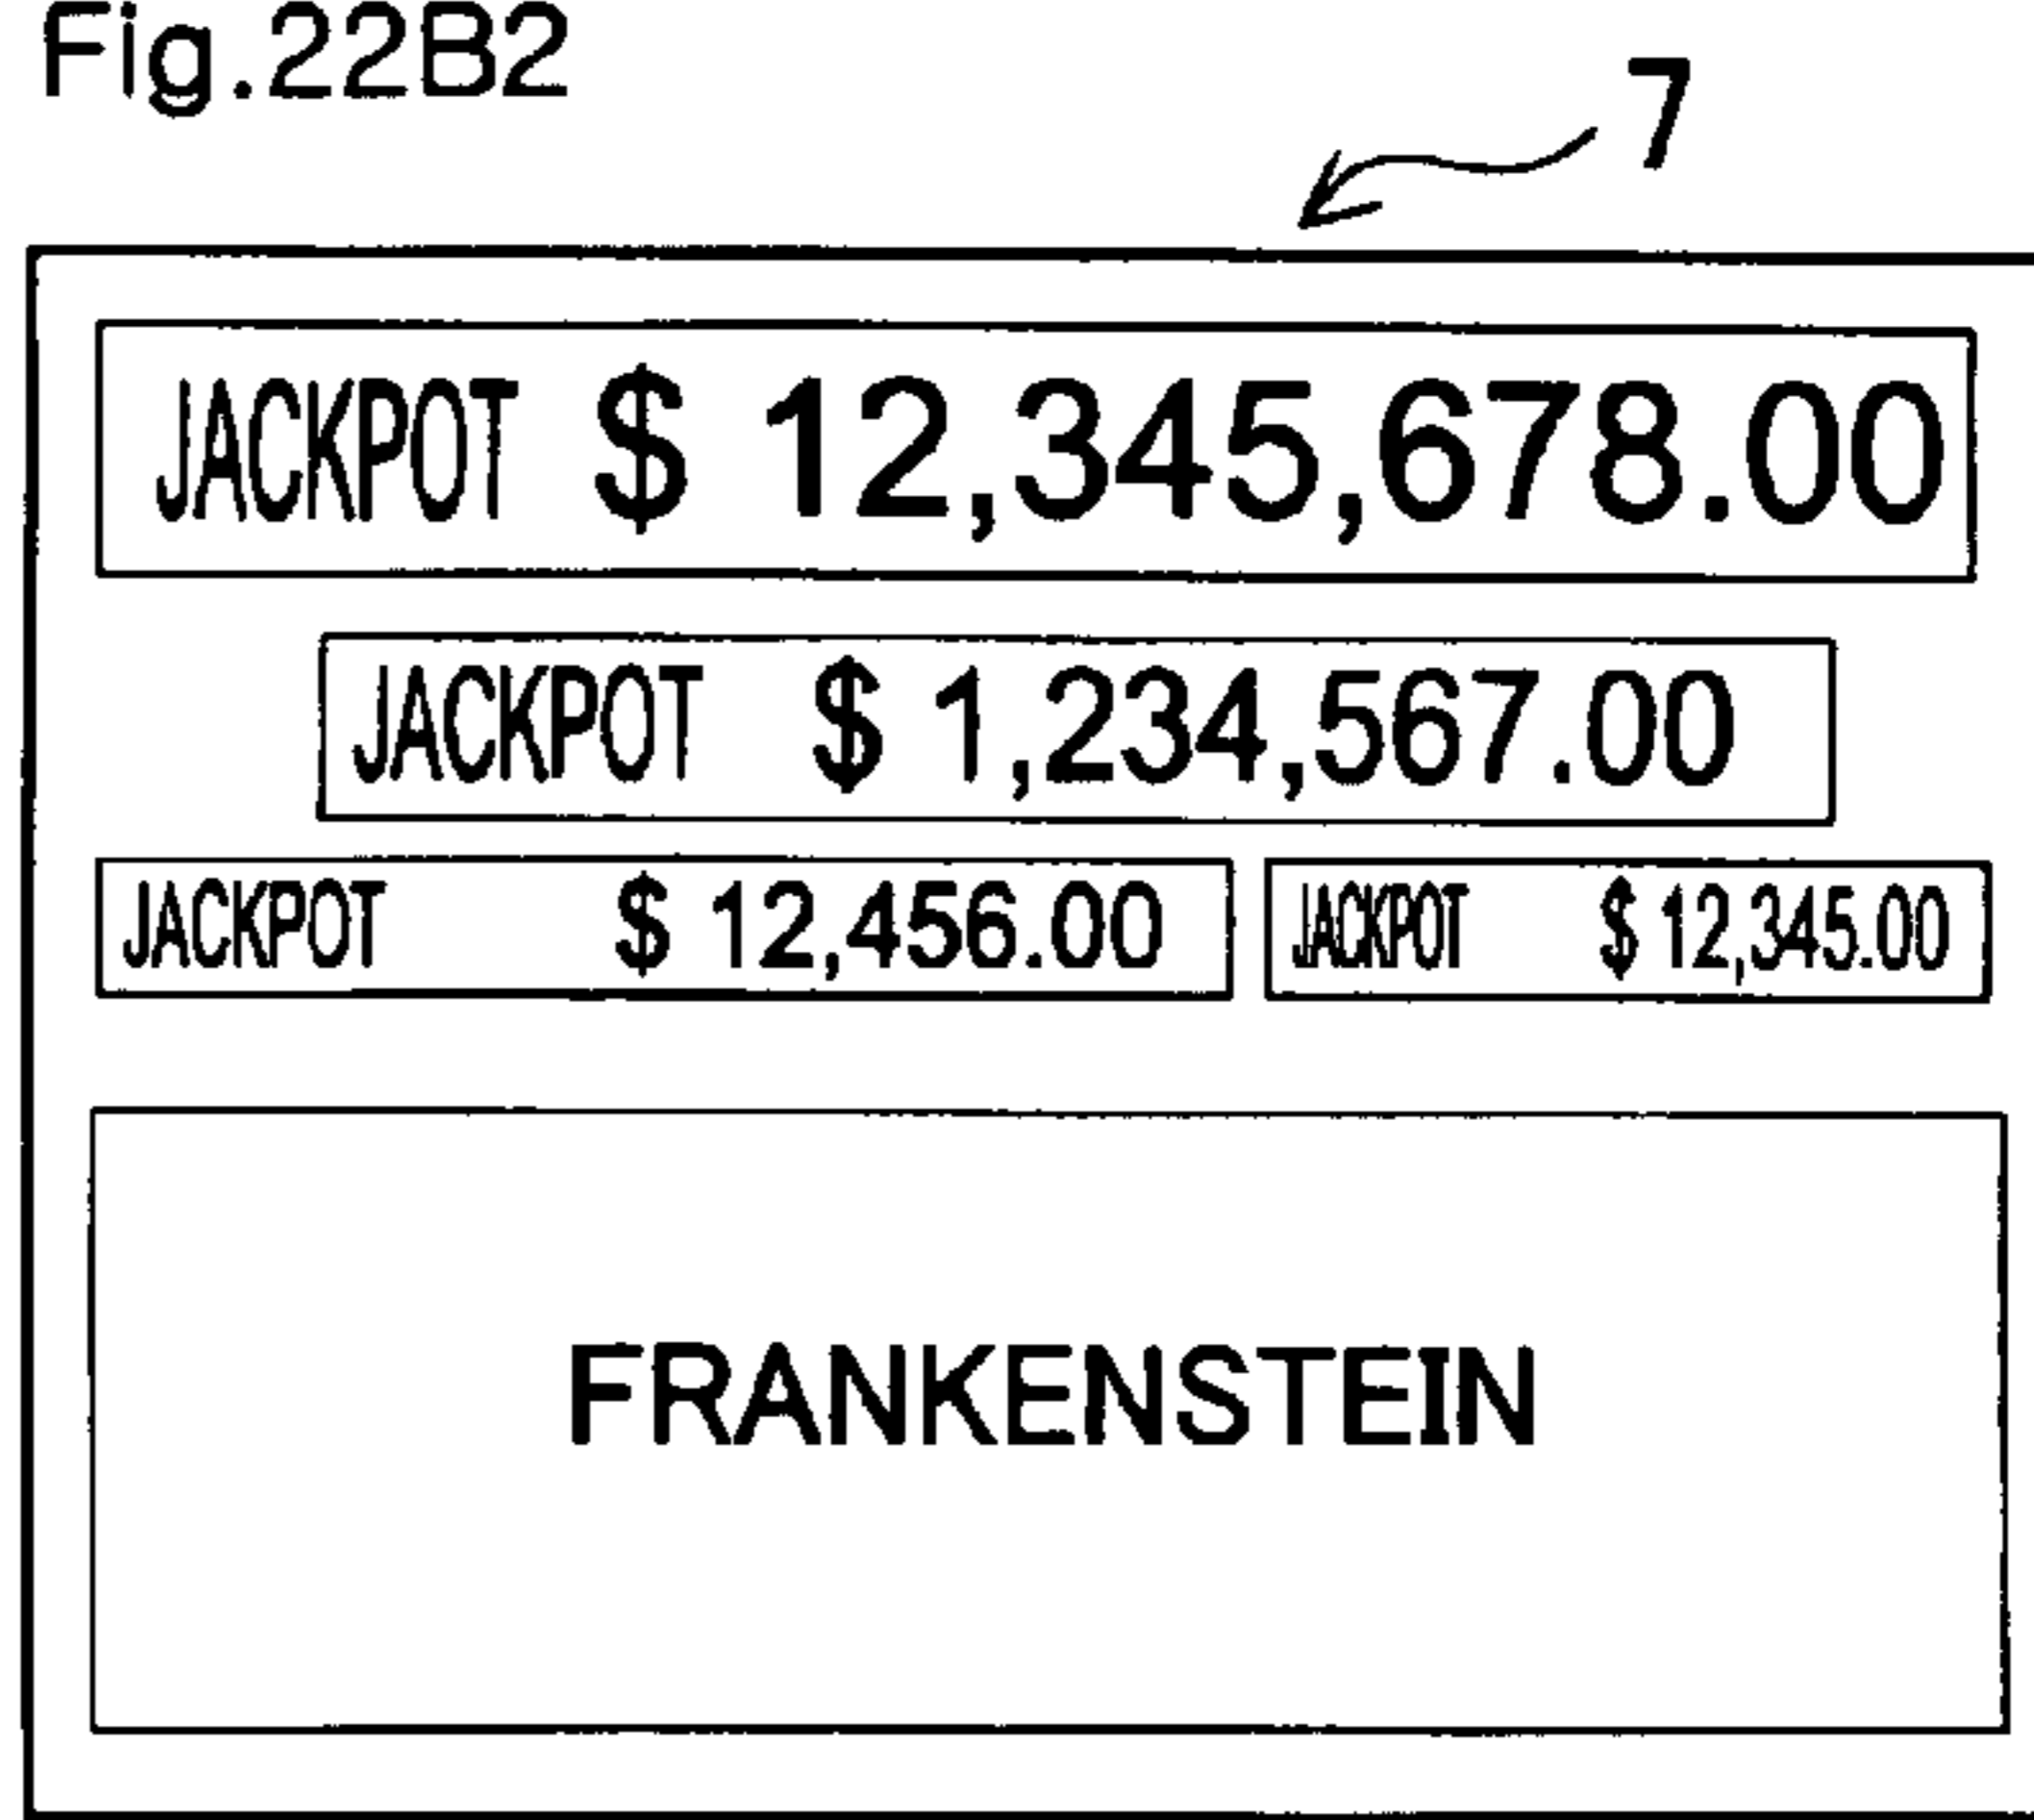 Fig.22B2
7
JACKPOT $ 12,345,678.00
JACKPOT $ 1,234,567.00
JACKPOT $ 12,456.00 JACKPOT $ 12,345.00
FRANKENSTEIN